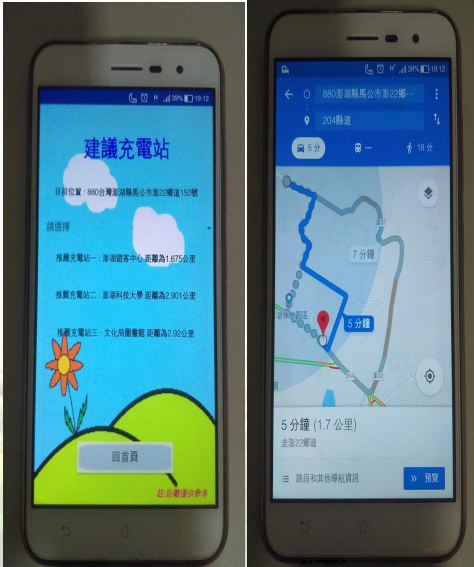 39% 19:12
建議充電站
目前位置 : 880台灣澎湖縣馬公市澎22鄉道150號
請選擇
推薦充電站一 : 澎湖遊客中心 距離為1.675公里
推薦充電站二 : 澎湖科技大學 距離為2.901公里
推薦充電站三 : 文化局圖書館 距離為2.92公里
回首頁
註:距離僅供參考
39% 19:12
880澎湖縣馬公市澎22鄉...
204縣道
5 分
18 分
7 分鐘
5 分鐘
5 分鐘 (1.7 公里)
走澎22鄉道
路段和其他導航資訊
預覽